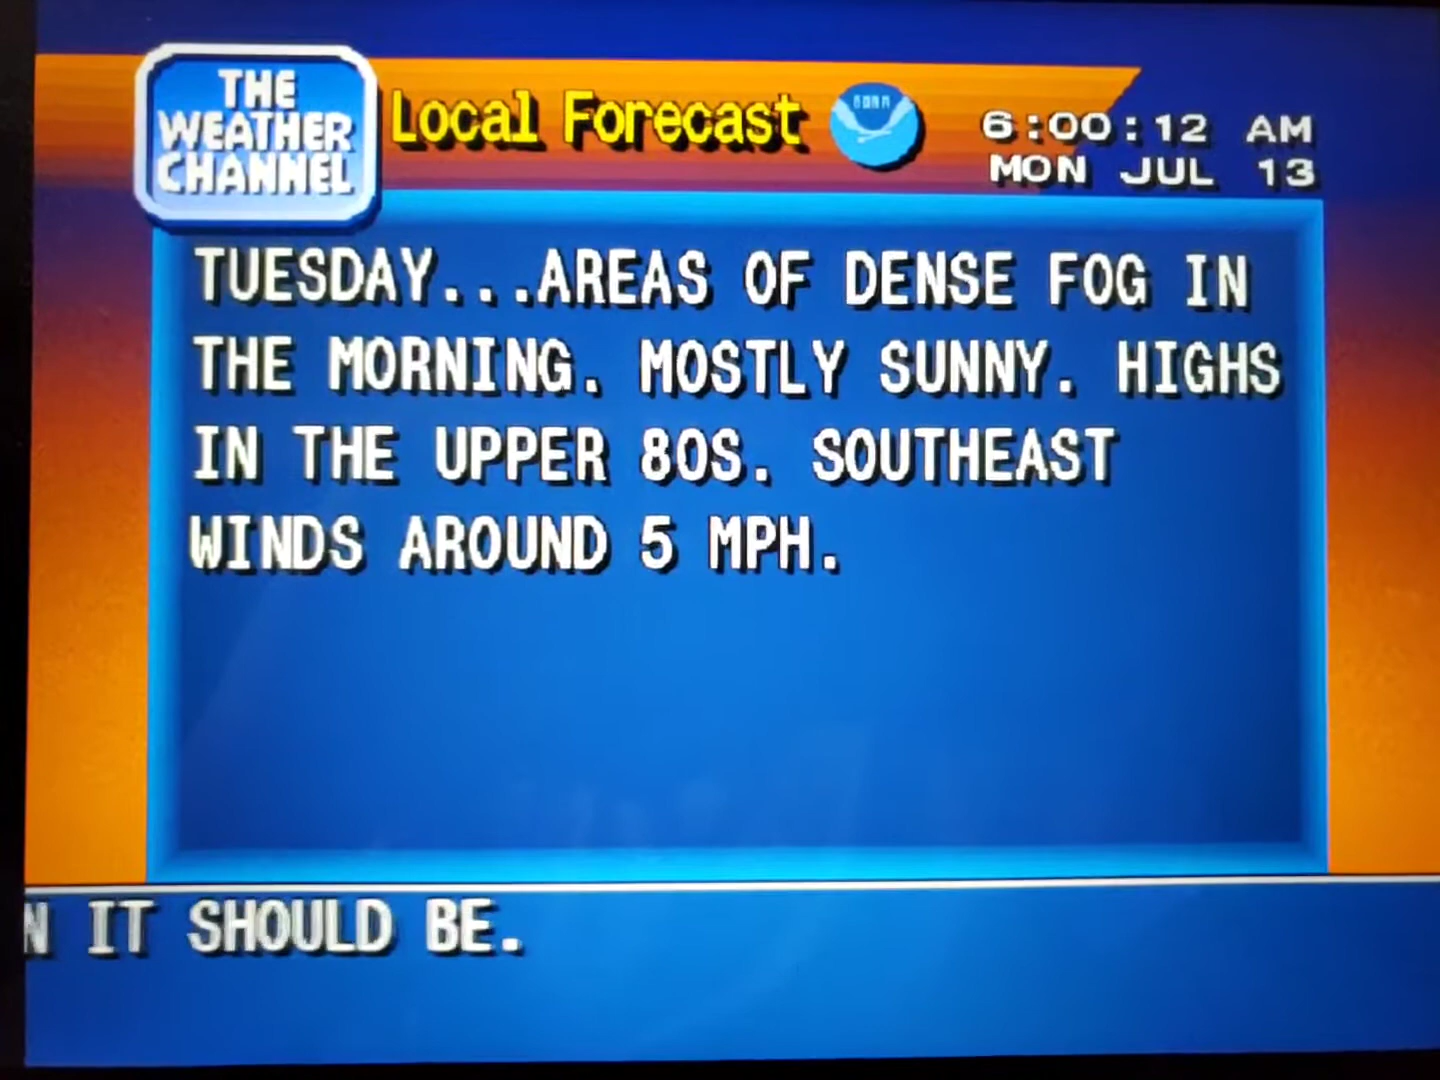 THE
WEATHER
CHANNEL
Local Forecast
NOAA
6:00:12 AM
MON JUL 13
TUESDAY...AREAS OF DENSE FOG IN
THE MORNING. MOSTLY SUNNY. HIGHS
IN THE UPPER 80S. SOUTHEAST
WINDS AROUND 5 MPH.
N IT SHOULD BE.